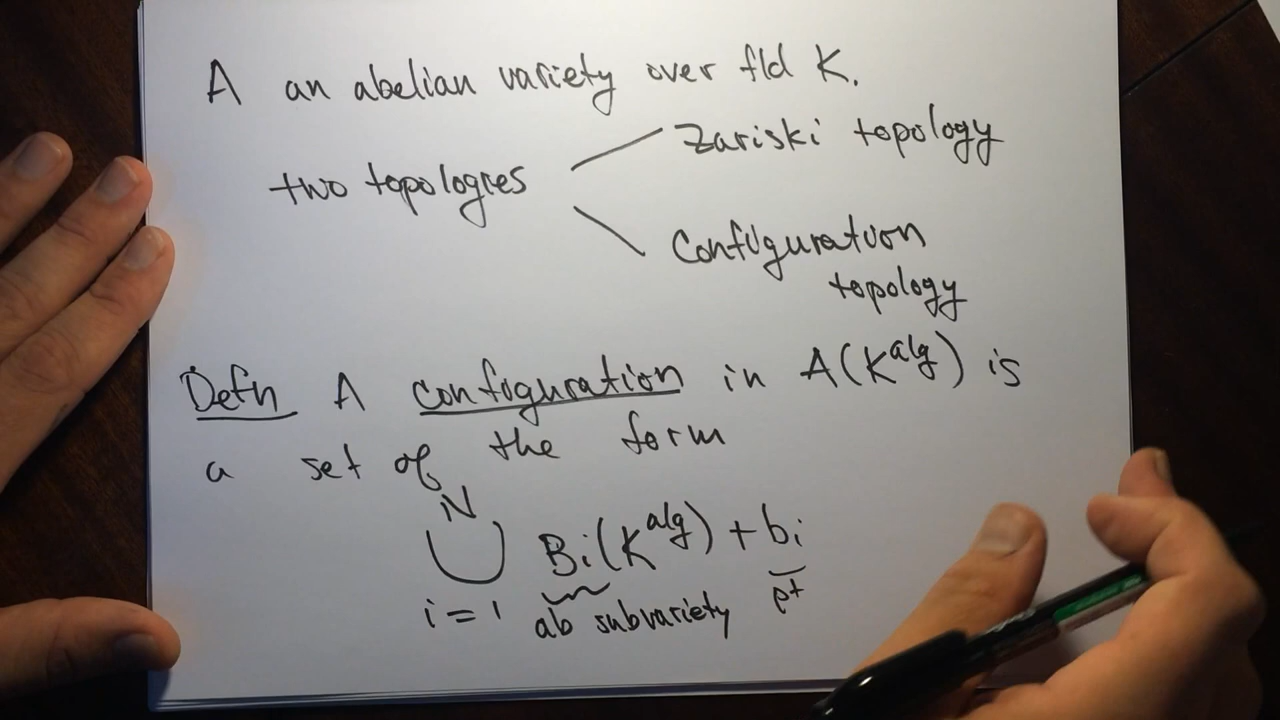 A an abelian variety over fld K.
Zariski topology
two topologies
Configuration
topology
Defn A configuration in A(K^alg) is
a set of the form
N
∪ Bi(K^alg) + bi
i = 1 ab subvariety pt